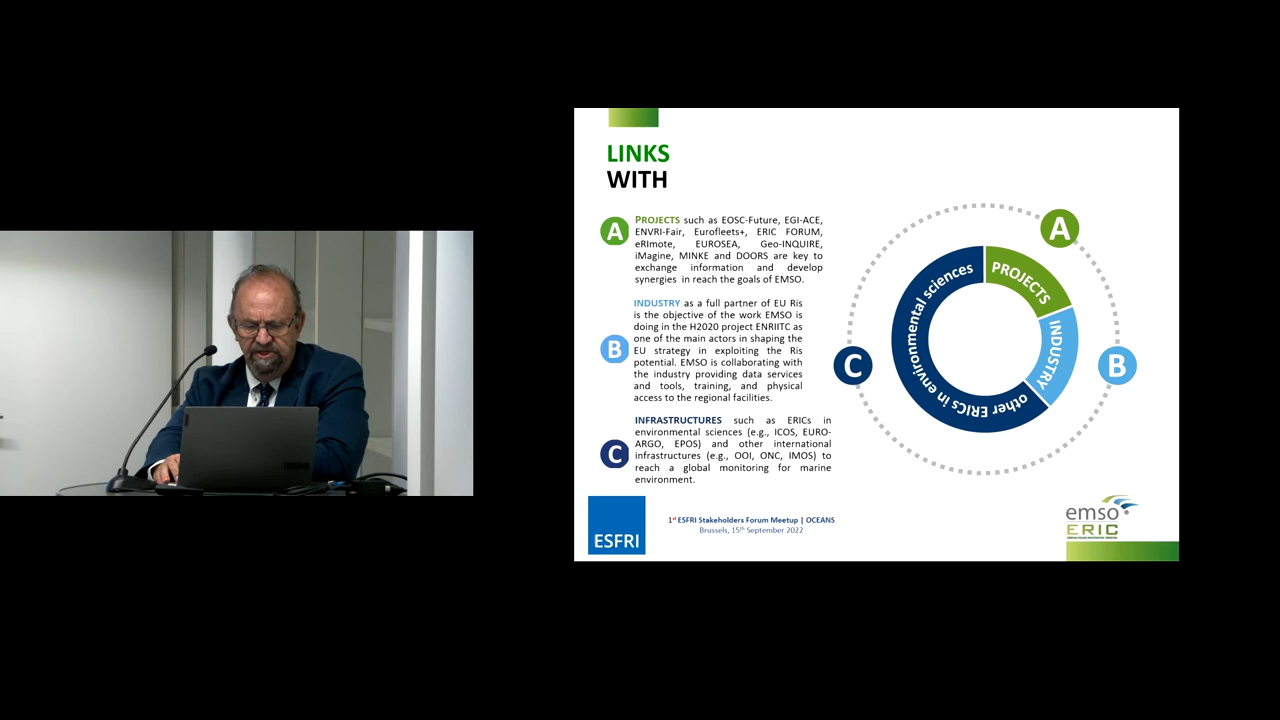 LINKS
WITH
A
PROJECTS such as EOSC-Future, EGI-ACE,
ENVRI-Fair, Eurofleets+, ERIC FORUM,
eRImote, EUROSEA, Geo-INQUIRE,
iMagine, MINKE and DOORS are key to
exchange information and develop
synergies in reach the goals of EMSO.
B
INDUSTRY as a full partner of EU Ris
is the objective of the work EMSO is
doing in the H2020 project ENRIITC as
one of the main actors in shaping the
EU strategy in exploiting the Ris
potential. EMSO is collaborating with
the industry providing data services
and tools, training, and physical
access to the regional facilities.
C
INFRASTRUCTURES such as ERICs in
environmental sciences (e.g., ICOS, EURO-
ARGO, EPOS) and other international
infrastructures (e.g., OOI, ONC, IMOS) to
reach a global monitoring for marine
environment.
A
PROJECTS
B
INDUSTRY
C
other ERICs in environmental sciences
ESFRI
1st ESFRI Stakeholders Forum Meetup | OCEANS
Brussels, 15th September 2022
emso
ERIC